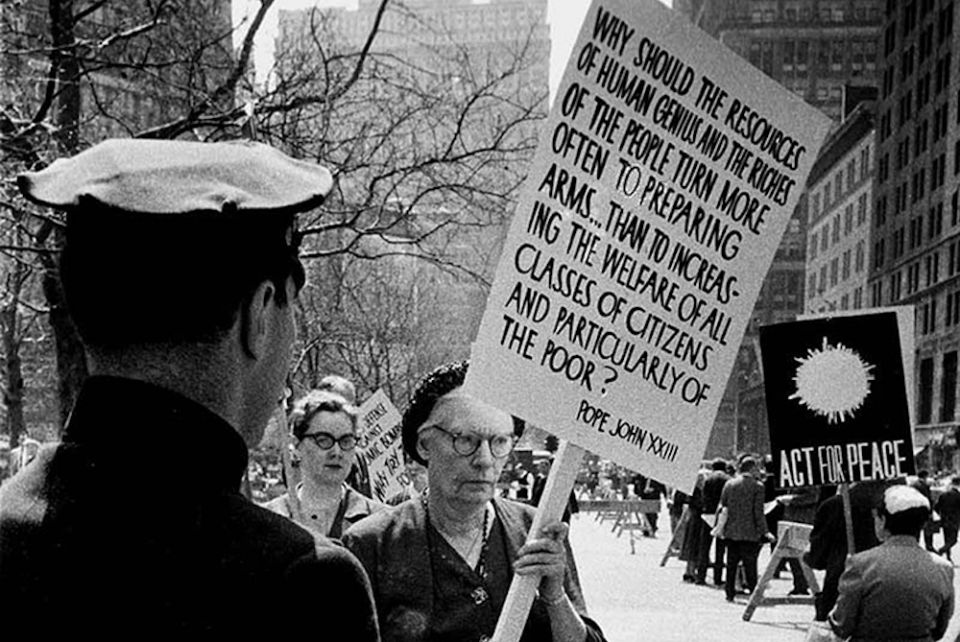 WHY SHOULD THE RESOURCES
OF HUMAN GENIUS AND THE RICHES
OF THE PEOPLE TURN MORE
OFTEN TO PREPARING
ARMS... THAN TO INCREAS-
ING THE WELFARE OF ALL
CLASSES OF CITIZENS
AND PARTICULARLY OF
THE POOR?
POPE JOHN XXIII
ACT FOR PEACE
WHY TRY